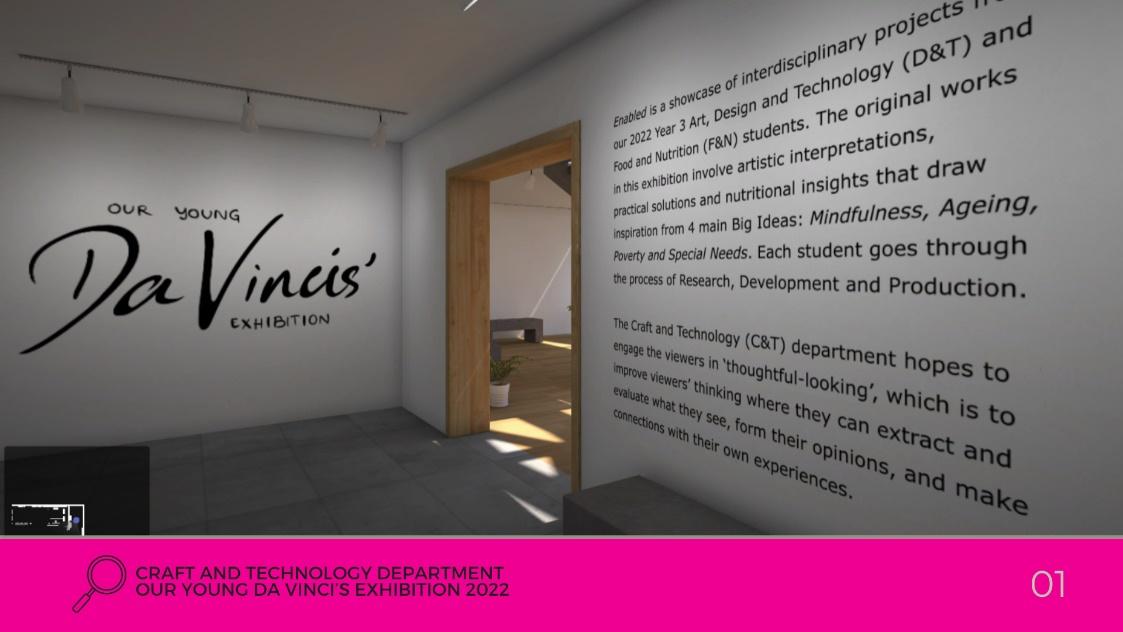 OUR YOUNG
Da Vincis'
EXHIBITION
Enabled is a showcase of interdisciplinary projects
our 2022 Year 3 Art, Design and Technology (D&T) and
Food and Nutrition (F&N) students. The original works
in this exhibition involve artistic interpretations,
practical solutions and nutritional insights that draw
inspiration from 4 main Big Ideas: Mindfulness, Ageing,
Poverty and Special Needs. Each student goes through
the process of Research, Development and Production.
The Craft and Technology (C&T) department hopes to
engage the viewers in ‘thoughtful-looking’, which is to
improve viewers’ thinking where they can extract and
evaluate what they see, form their opinions, and make
connections with their own experiences.
CRAFT AND TECHNOLOGY DEPARTMENT
OUR YOUNG DA VINCI'S EXHIBITION 2022
01